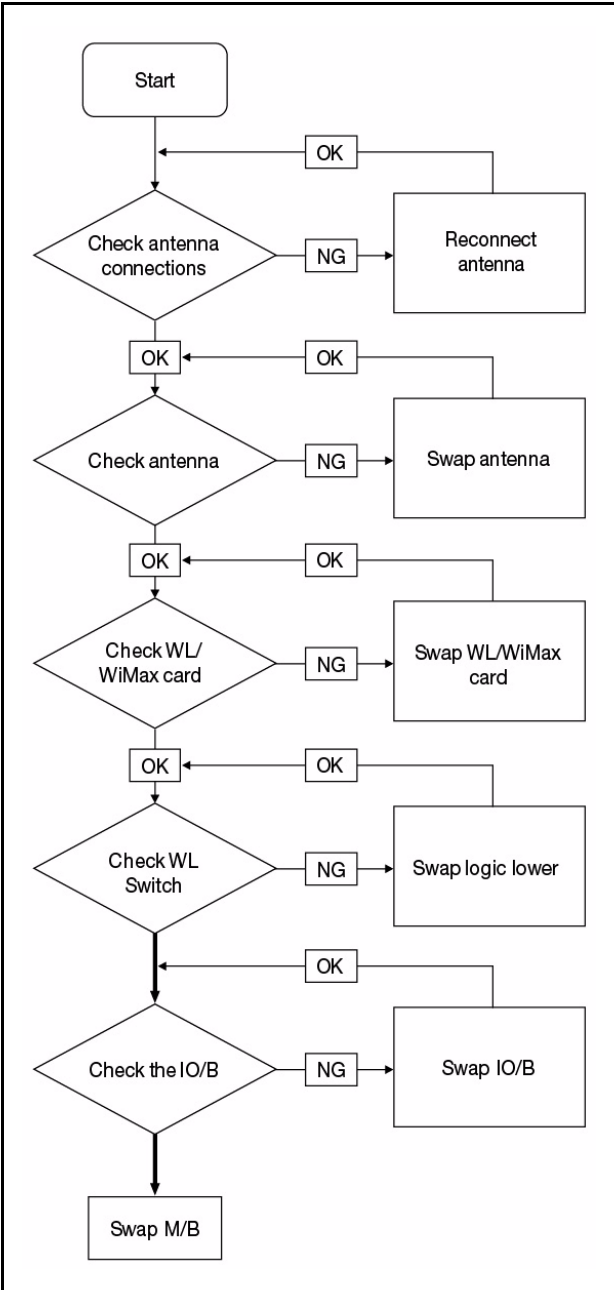 Start
OK
Check antenna
connections
NG
Reconnect
antenna
OK
OK
Check antenna
NG
Swap antenna
OK
OK
Check WL/
WiMax card
NG
Swap WL/WiMax
card
OK
OK
Check WL
Switch
NG
Swap logic lower
OK
Check the IO/B
NG
Swap IO/B
Swap M/B